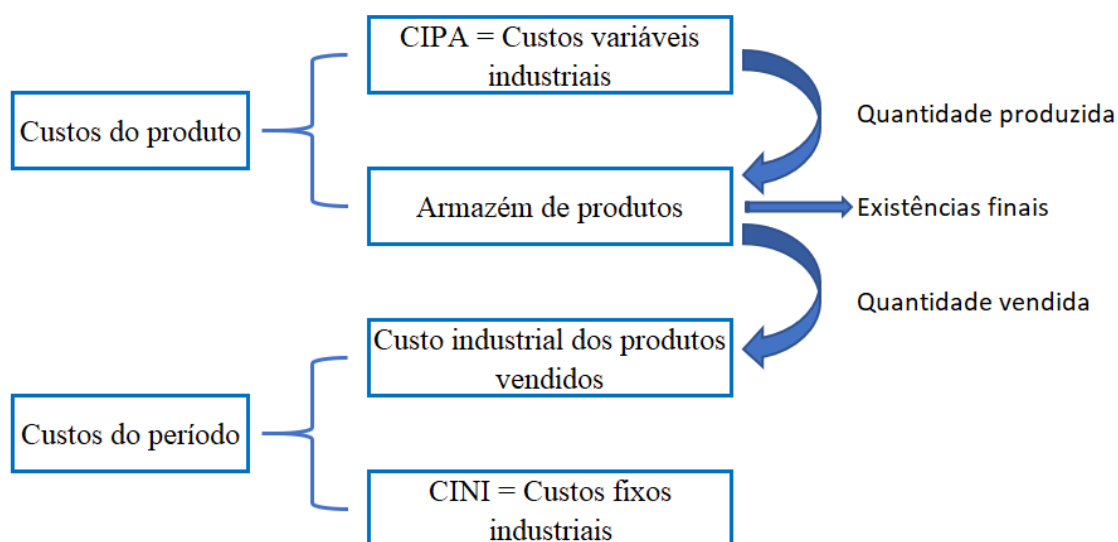 CIPA = Custos variáveis
industriais
Custos do produto
Quantidade produzida
Armazém de produtos
Existências finais
Quantidade vendida
Custo industrial dos produtos
vendidos
Custos do período
CINI = Custos fixos
industriais